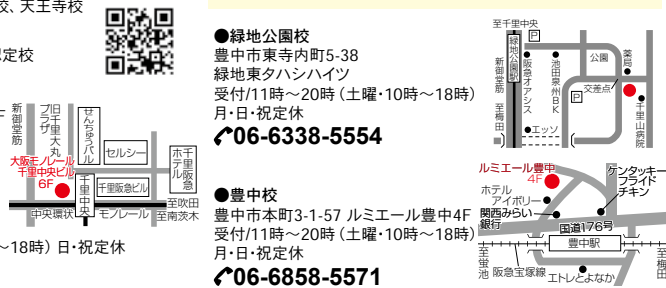 校、天王寺校
定校
F
新御堂筋
旧千里大丸プラザ
せんちゅうパル
セルシー
千里阪急ホテル
大阪モノレール
千里中央ビル
6F
千里中央
千里阪急ビル
至吹田
中央環状
モノレール
至南茨木
～18時）日・祝定休
●緑地公園校
豊中市東寺内町5-38
緑地東タハシハイツ
受付/11時～20時（土曜・10時～18時）
月・日・祝定休
06-6338-5554
至千里中央
P
緑地公園駅
新御堂筋
至梅田
阪急オアシス
池田泉州BK
公園
薬局
交差点
P
千里山病院
エッソ
●豊中校
豊中市本町3-1-57 ルミエール豊中4F
受付/11時～20時（土曜・10時～18時）
月・日・祝定休
06-6858-5571
ルミエール豊中
4F
ケンタッキー
フライド
チキン
ホテル
アイボリー
関西みらい
銀行
国道176号
豊中駅
至蛍池
阪急宝塚線
エトレとよなか
至梅田